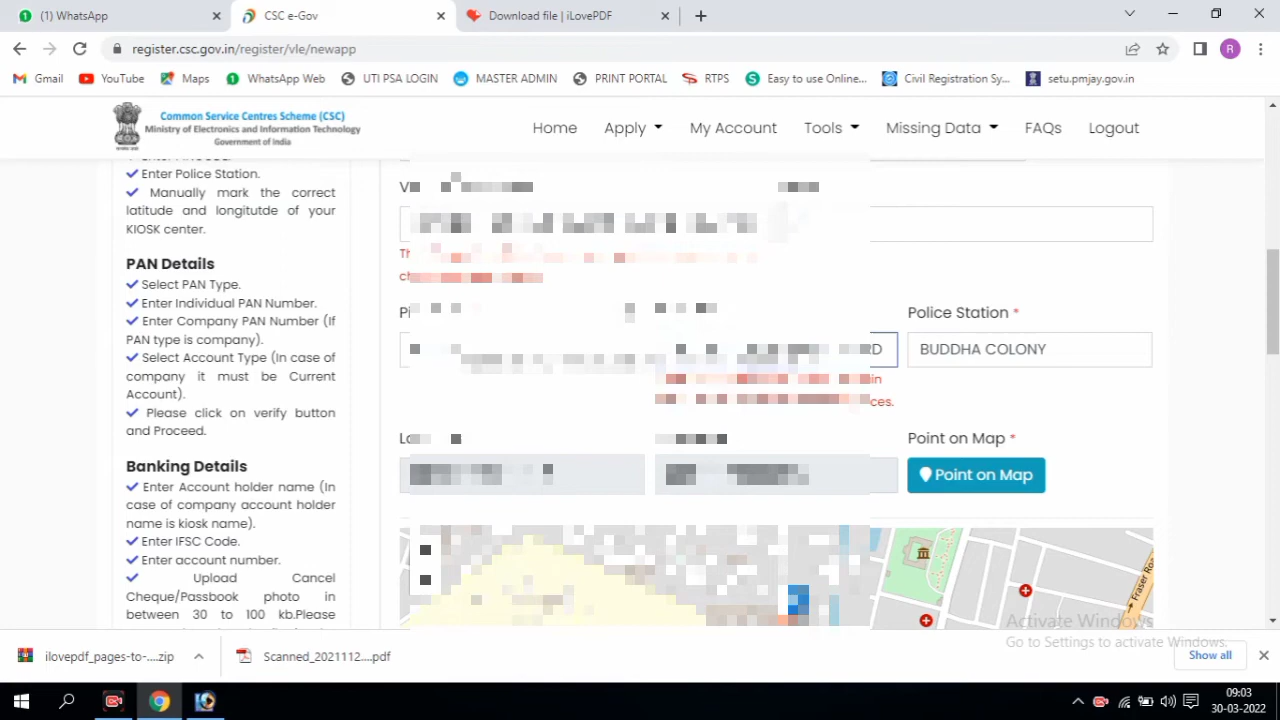 (1) WhatsApp
CSC e-Gov
Download file | iLovePDF
register.csc.gov.in/register/vle/newapp
R
Gmail
YouTube
Maps
WhatsApp Web
UTI PSA LOGIN
MASTER ADMIN
PRINT PORTAL
RTPS
Easy to use Online...
Civil Registration Sy...
setu.pmjay.gov.in
Common Service Centres Scheme (CSC)
Ministry of Electronics and Information Technology
Government of India
Home
Apply
My Account
Tools
Missing Data
FAQs
Logout
Enter Police Station.
Manually mark the correct
latitude and longitutde of your
KIOSK center.
PAN Details
Select PAN Type.
Enter Individual PAN Number.
Enter Company PAN Number (If
PAN type is company).
Select Account Type (In case of
company it must be Current
Account).
Please click on verify button
and Proceed.
Banking Details
Enter Account holder name (In
case of company account holder
name is kiosk name).
Enter IFSC Code.
Enter account number.
Upload Cancel
Cheque/Passbook photo in
between 30 to 100 kb.Please
Police Station *
BUDDHA COLONY
Point on Map *
Point on Map
Fraser Ro
Activate Windows
Go to Settings to activate Windows.
ilovepdf_pages-to-....zip
Scanned_2021112....pdf
Show all
09:03
30-03-2022